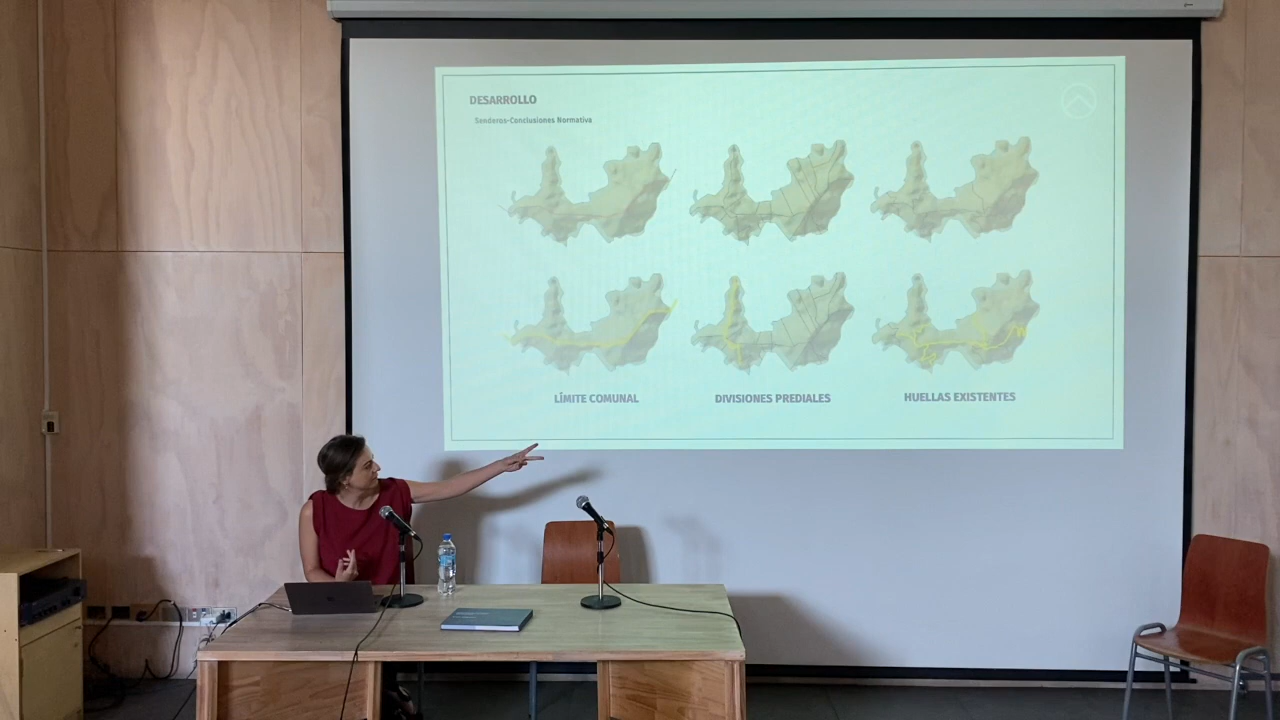 DESARROLLO
Senderos-Conclusiones Normativa
LÍMITE COMUNAL
DIVISIONES PREDIALES
HUELLAS EXISTENTES